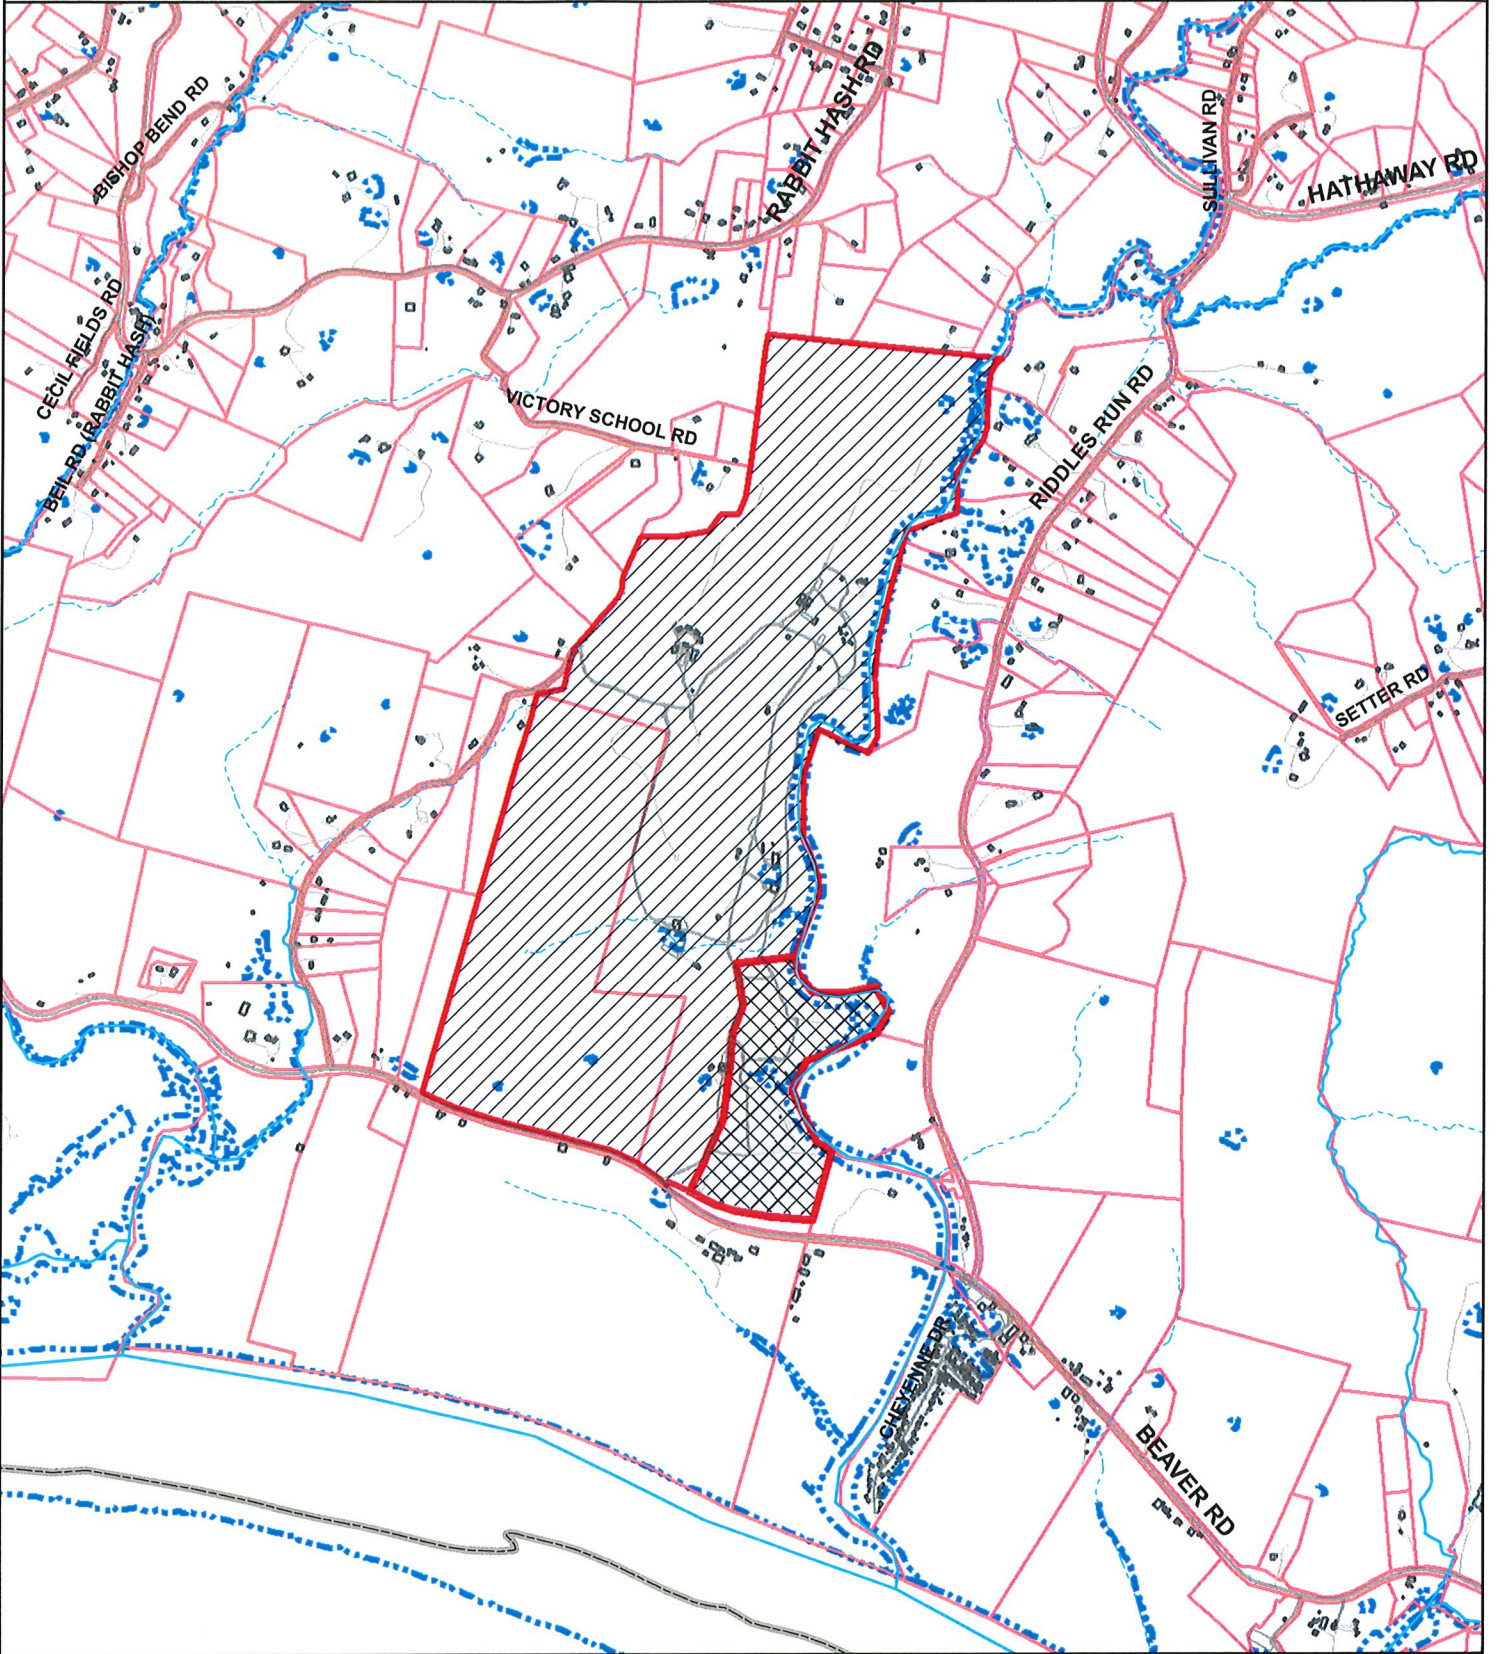 BISHOP BEND RD
RABBIT HASH RD
SULLIVAN RD
HATHAWAY RD
CECIL FIELDS RD
BEIL RD (RABBIT HASH)
VICTORY SCHOOL RD
RIDDLES RUN RD
SETTER RD
CHEYENNE DR
BEAVER RD